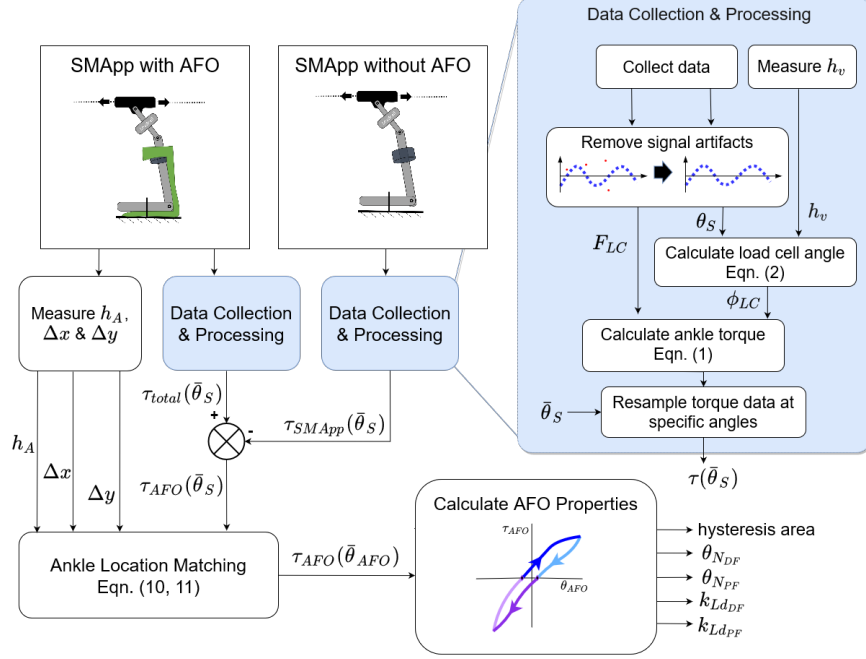 SMApp with AFO
SMApp without AFO
Measure h_A,
Δx & Δy
Data Collection
& Processing
Data Collection
& Processing
τ_total(θ̄_S)
+
-
τ_SMApp(θ̄_S)
h_A
Δx
Δy
τ_AFO(θ̄_S)
Ankle Location Matching
Eqn. (10, 11)
τ_AFO(θ̄_AFO)
Calculate AFO Properties
τ_AFO
θ_AFO
hysteresis area
θ_N_DF
θ_N_PF
k_Ld_DF
k_Ld_PF
Data Collection & Processing
Collect data
Measure h_v
Remove signal artifacts
F_LC
θ_S
h_v
Calculate load cell angle
Eqn. (2)
ϕ_LC
Calculate ankle torque
Eqn. (1)
θ̄_S
Resample torque data at
specific angles
τ(θ̄_S)